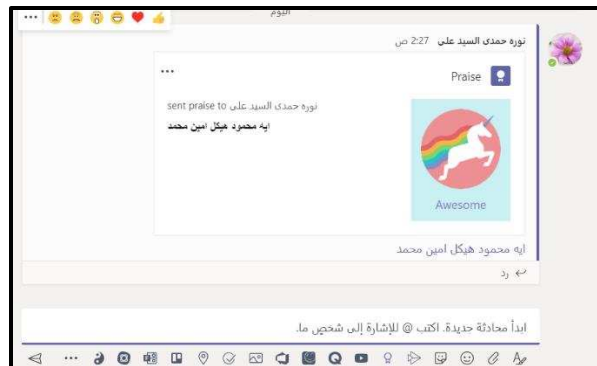 اليوم
نوره حمدى السيد على 2:27 ص
Praise
نوره حمدى السيد على sent praise to
ايه محمود هيكل امين محمد
Awesome
ايه محمود هيكل امين محمد
رد
ابدأ محادثة جديدة. اكتب @ للإشارة إلى شخص ما.